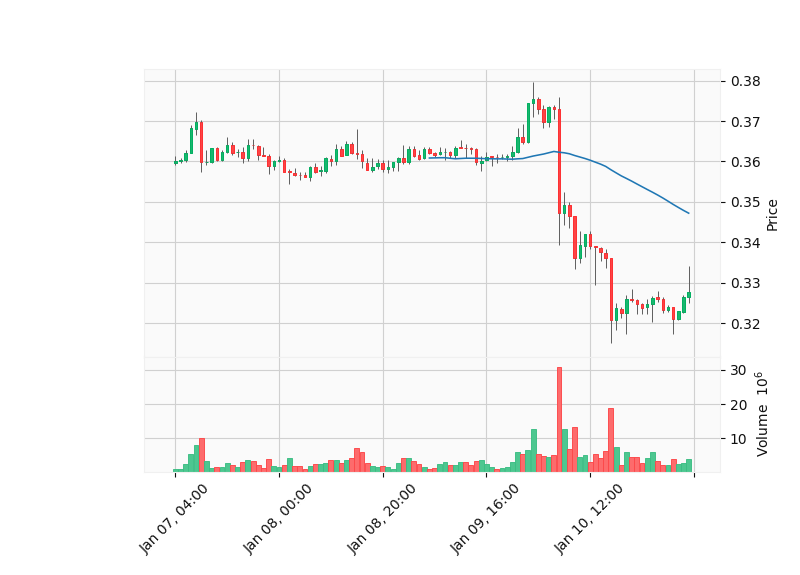 0.38
0.37
0.36
0.35
0.34
0.33
0.32
Price
30
20
10
Volume 10^6
Jan 07, 04:00
Jan 08, 00:00
Jan 08, 20:00
Jan 09, 16:00
Jan 10, 12:00